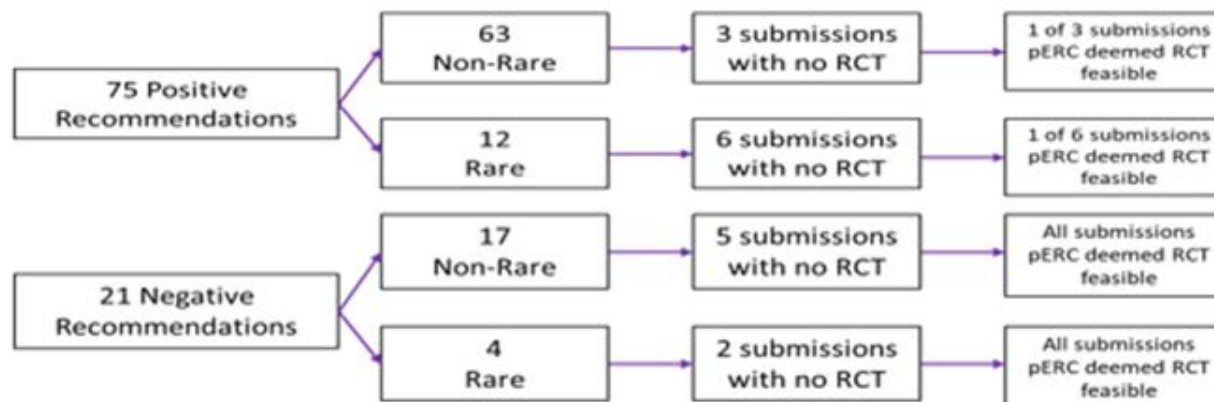 75 Positive
Recommendations
63
Non-Rare
3 submissions
with no RCT
1 of 3 submissions
pERC deemed RCT
feasible
12
Rare
6 submissions
with no RCT
1 of 6 submissions
pERC deemed RCT
feasible
21 Negative
Recommendations
17
Non-Rare
5 submissions
with no RCT
All submissions
pERC deemed RCT
feasible
4
Rare
2 submissions
with no RCT
All submissions
pERC deemed RCT
feasible